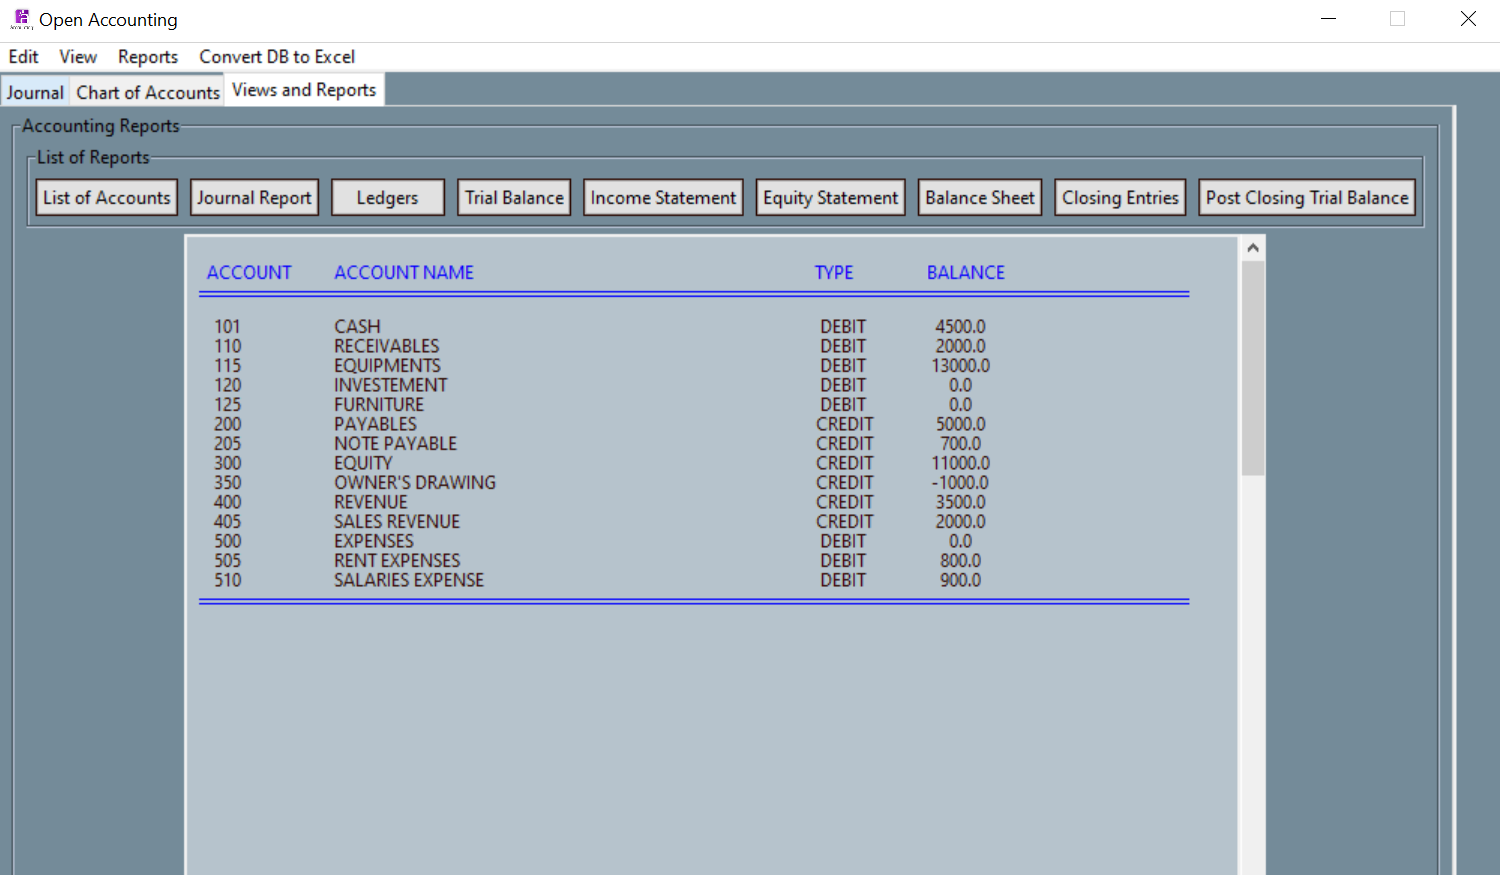 Open Accounting
Edit View Reports Convert DB to Excel
Journal Chart of Accounts Views and Reports
Accounting Reports
List of Reports
List of Accounts Journal Report Ledgers Trial Balance Income Statement Equity Statement Balance Sheet Closing Entries Post Closing Trial Balance
ACCOUNT ACCOUNT NAME TYPE BALANCE
101 CASH DEBIT 4500.0
110 RECEIVABLES DEBIT 2000.0
115 EQUIPMENTS DEBIT 13000.0
120 INVESTEMENT DEBIT 0.0
125 FURNITURE DEBIT 0.0
200 PAYABLES CREDIT 5000.0
205 NOTE PAYABLE CREDIT 700.0
300 EQUITY CREDIT 11000.0
350 OWNER'S DRAWING CREDIT -1000.0
400 REVENUE CREDIT 3500.0
405 SALES REVENUE CREDIT 2000.0
500 EXPENSES DEBIT 0.0
505 RENT EXPENSES DEBIT 800.0
510 SALARIES EXPENSE DEBIT 900.0